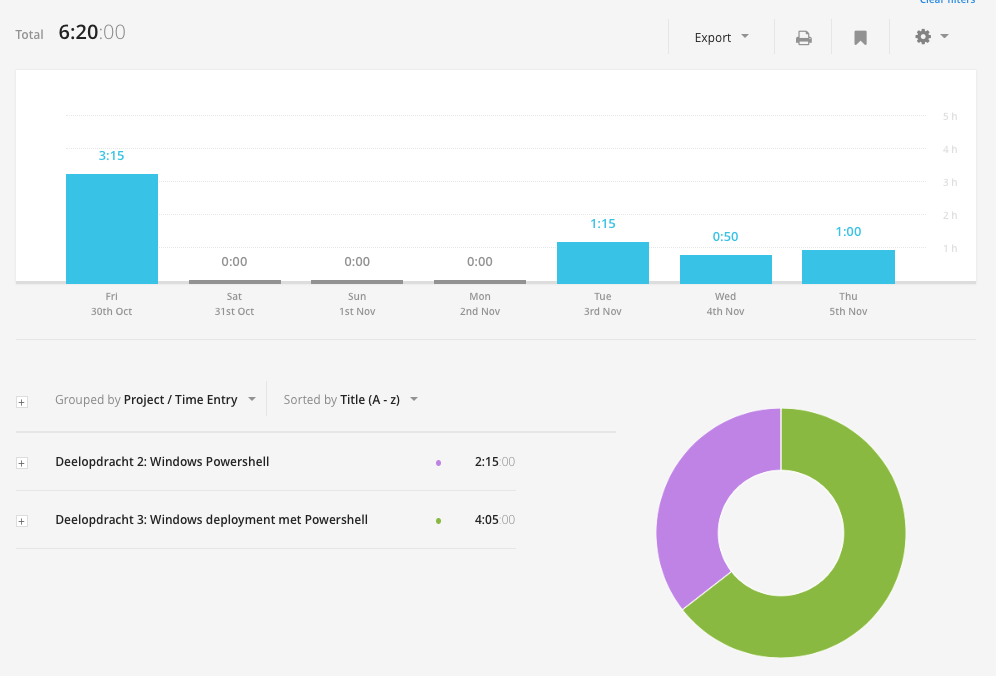 Clear filters
Total 6:20:00
Export
5 h
4 h
3:15
3 h
2 h
1:15
0:50
1:00
1 h
0:00 0:00 0:00
Fri Sat Sun Mon Tue Wed Thu
30th Oct 31st Oct 1st Nov 2nd Nov 3rd Nov 4th Nov 5th Nov
Grouped by Project / Time Entry Sorted by Title (A - z)
Deelopdracht 2: Windows Powershell 2:15:00
Deelopdracht 3: Windows deployment met Powershell 4:05:00